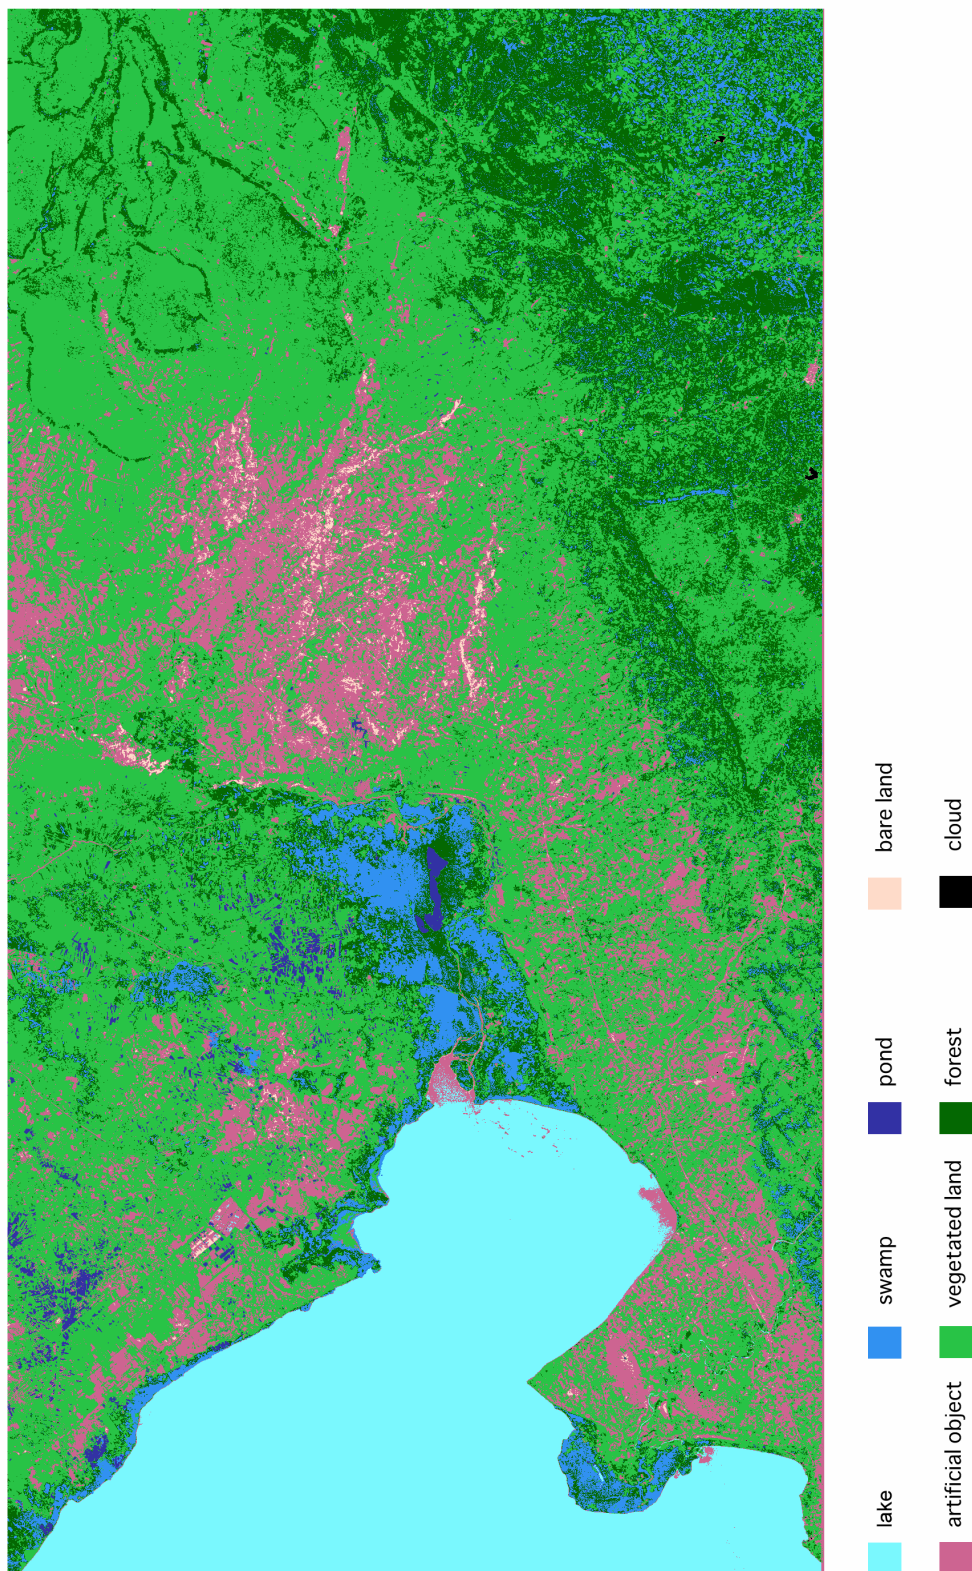 lake swamp pond bare land
artificial object vegetated land forest cloud